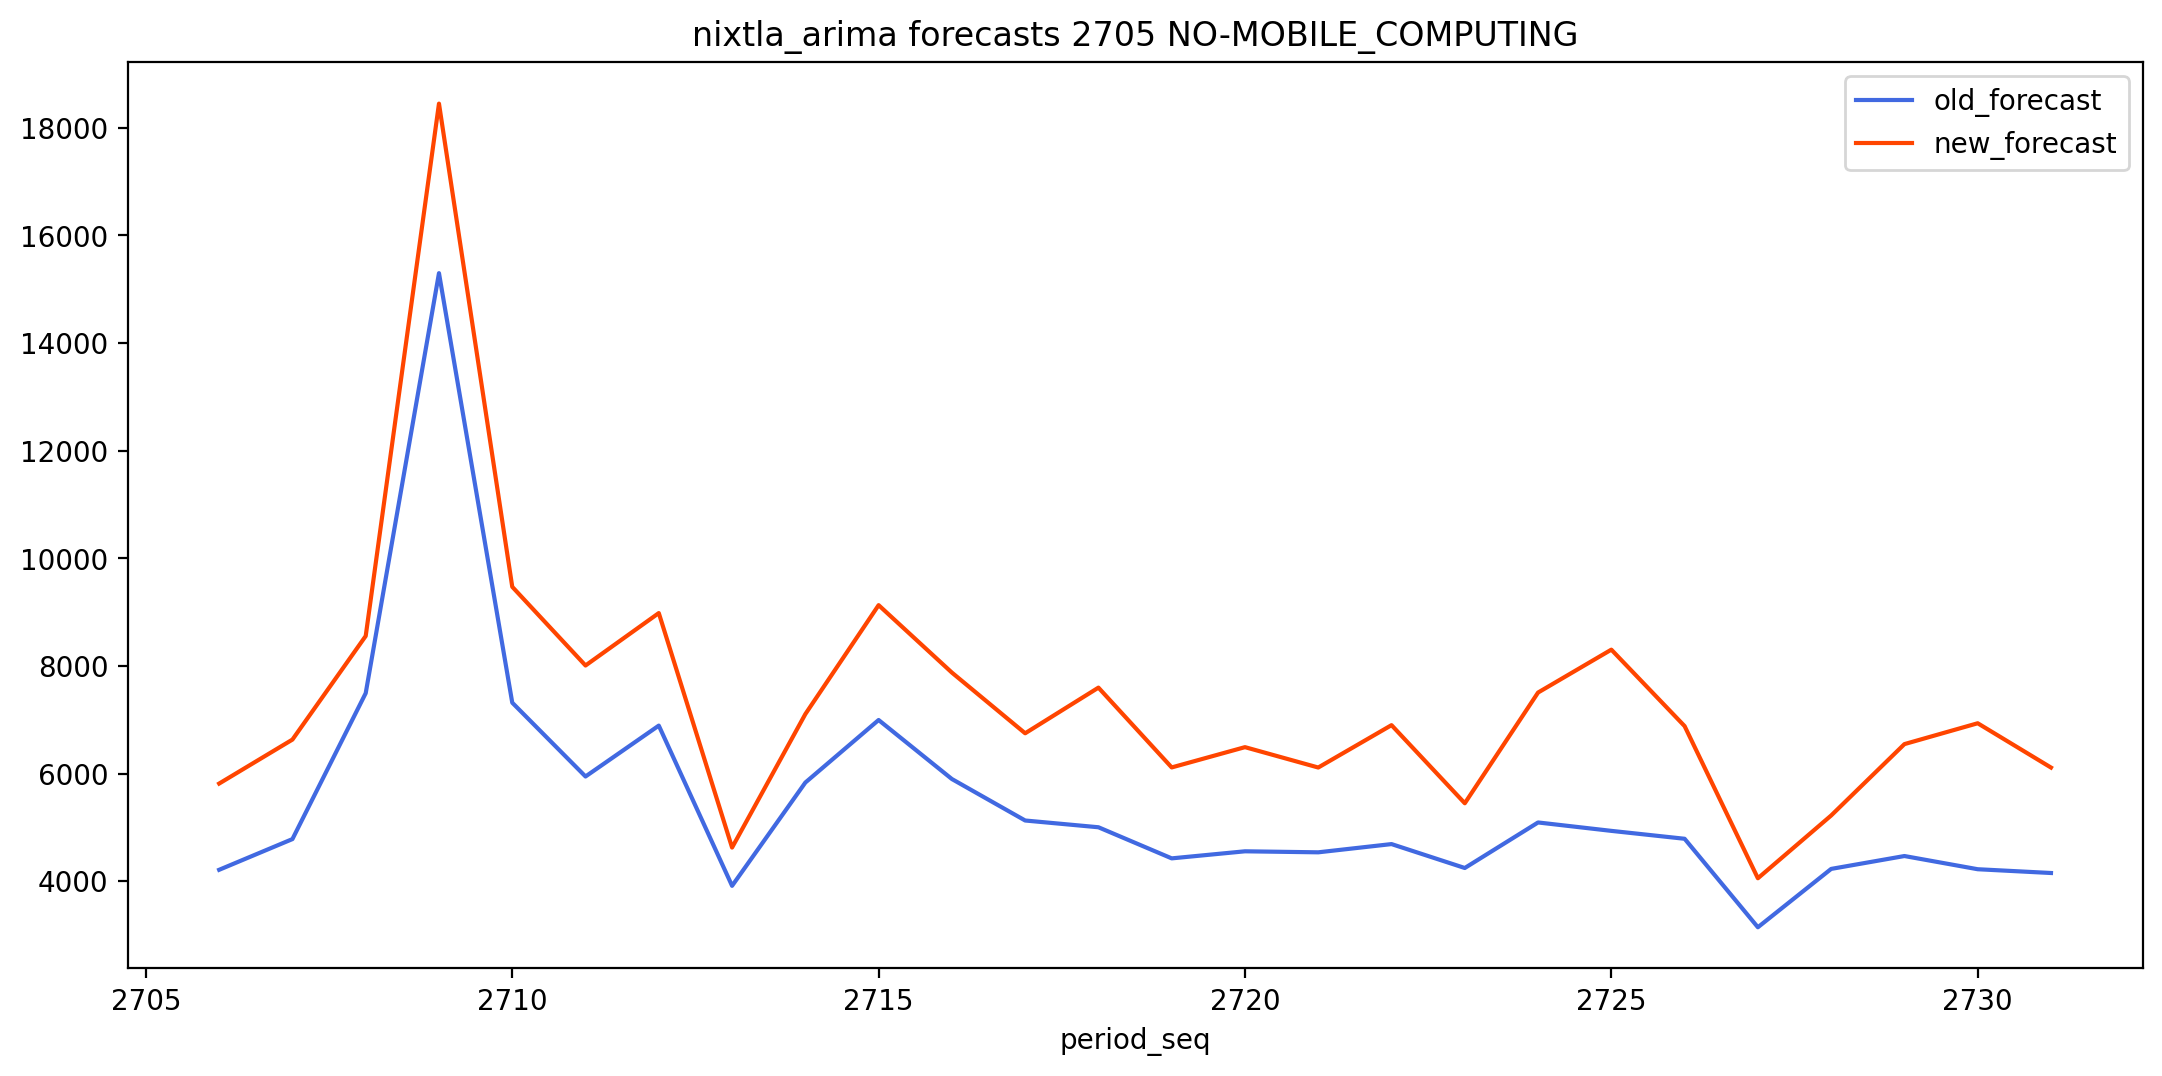 nixtla_arima forecasts 2705 NO-MOBILE_COMPUTING
old_forecast
new_forecast
18000
16000
14000
12000
10000
8000
6000
4000
2705 2710 2715 2720 2725 2730
period_seq